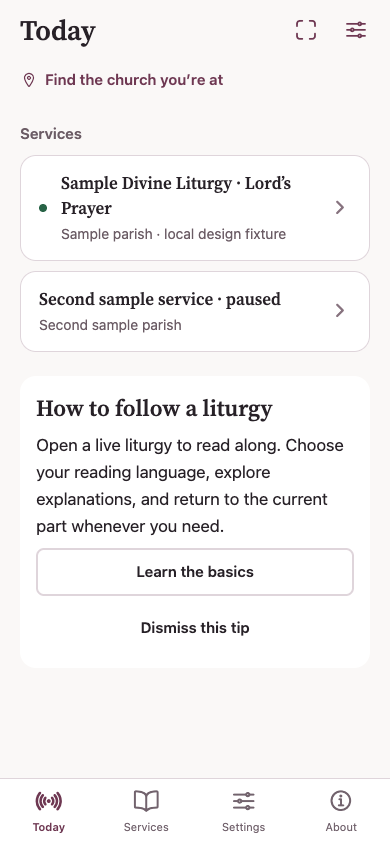 Today
Find the church you’re at
Services
Sample Divine Liturgy · Lord’s
Prayer
Sample parish · local design fixture
Second sample service · paused
Second sample parish
How to follow a liturgy
Open a live liturgy to read along. Choose
your reading language, explore
explanations, and return to the current
part whenever you need.
Learn the basics
Dismiss this tip
Today
Services
Settings
About